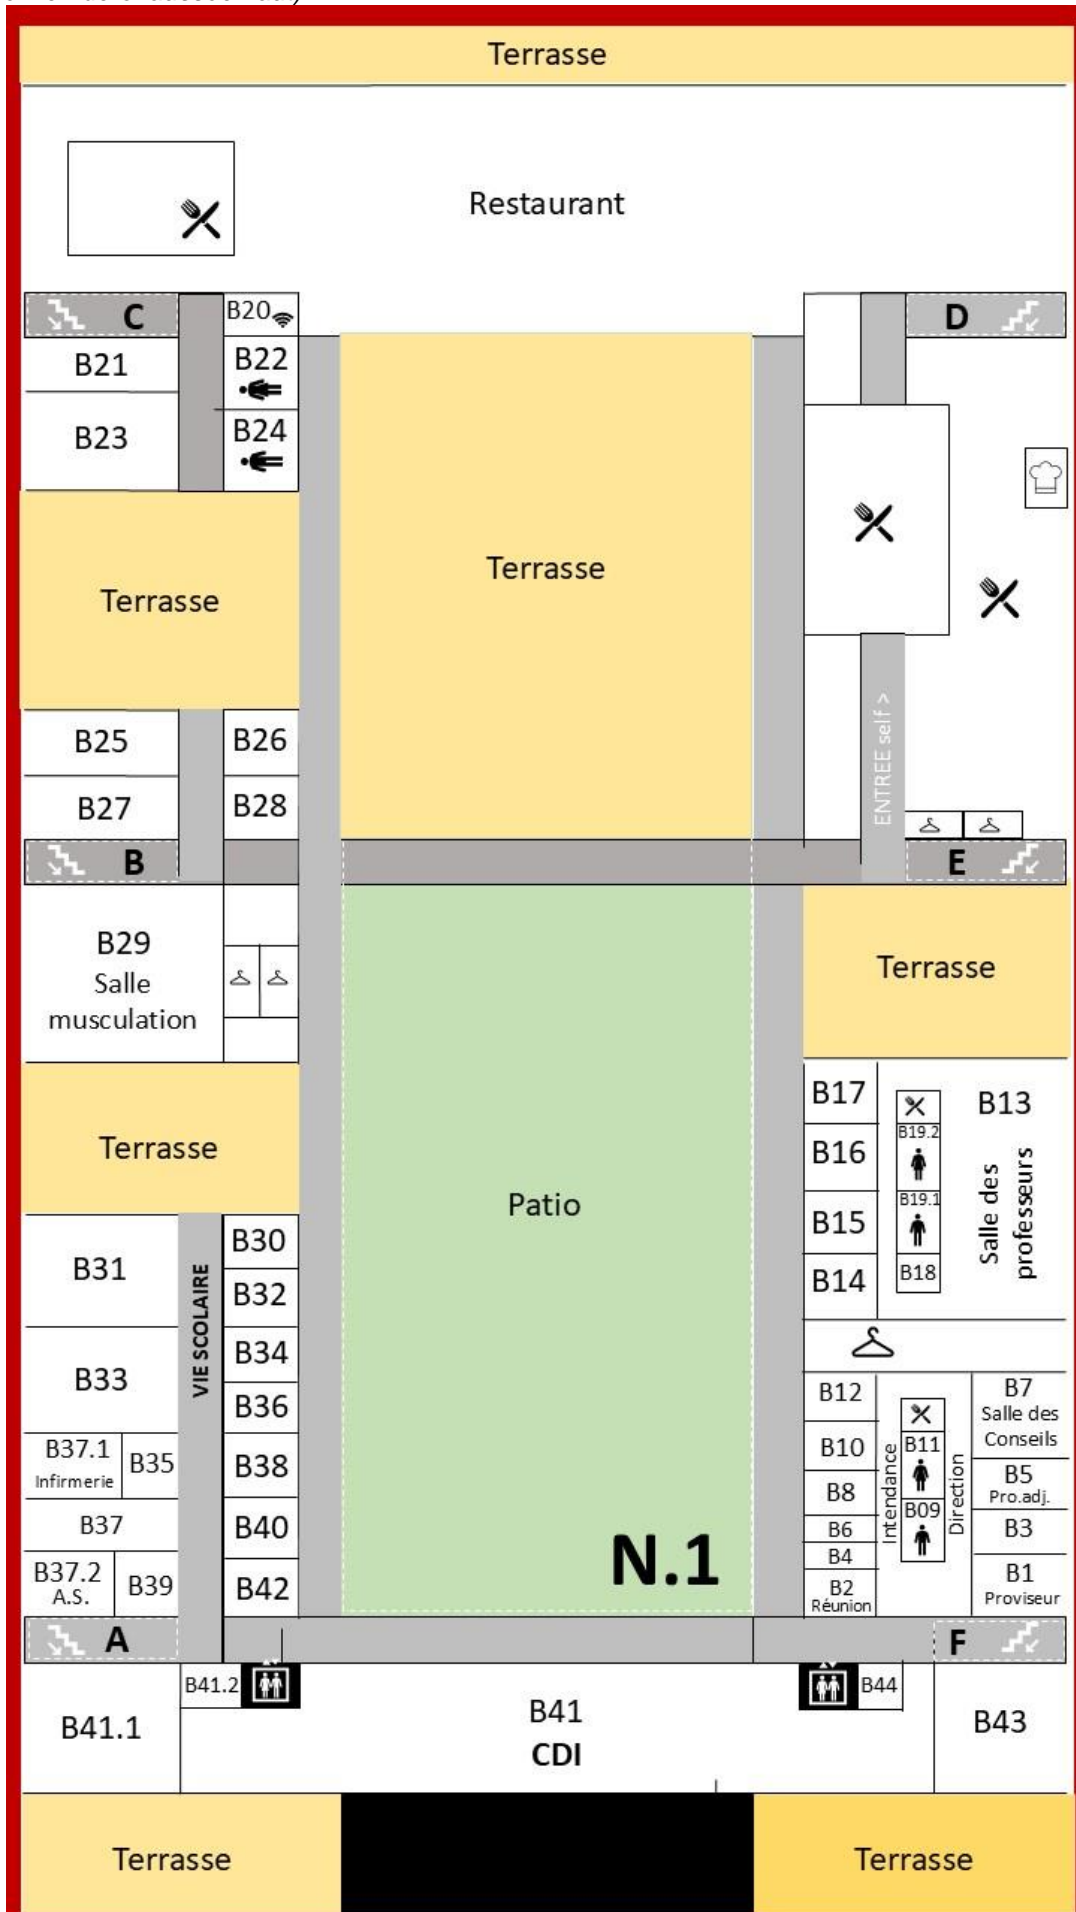 Terrasse
Restaurant
C
B20
D
B21
B22
B23
B24
Terrasse
Terrasse
ENTREE self >
B25
B26
B27
B28
B
E
B29
Salle
musculation
Terrasse
Terrasse
B17
B13
B19.2
B16
Salle des
professeurs
B19.1
B15
B18
B14
Patio
B31
B30
VIE SCOLAIRE
B32
B33
B34
B36
B37.1
Infirmerie
B35
B38
B37
B40
B37.2
A.S.
B39
B42
N.1
B12
B7
Salle des
Conseils
B10
Intendance
B11
Direction
B8
B5
Pro.adj.
B09
B6
B3
B4
B2
Réunion
B1
Proviseur
A
F
B41.2
B44
B41.1
B41
CDI
B43
Terrasse
Terrasse